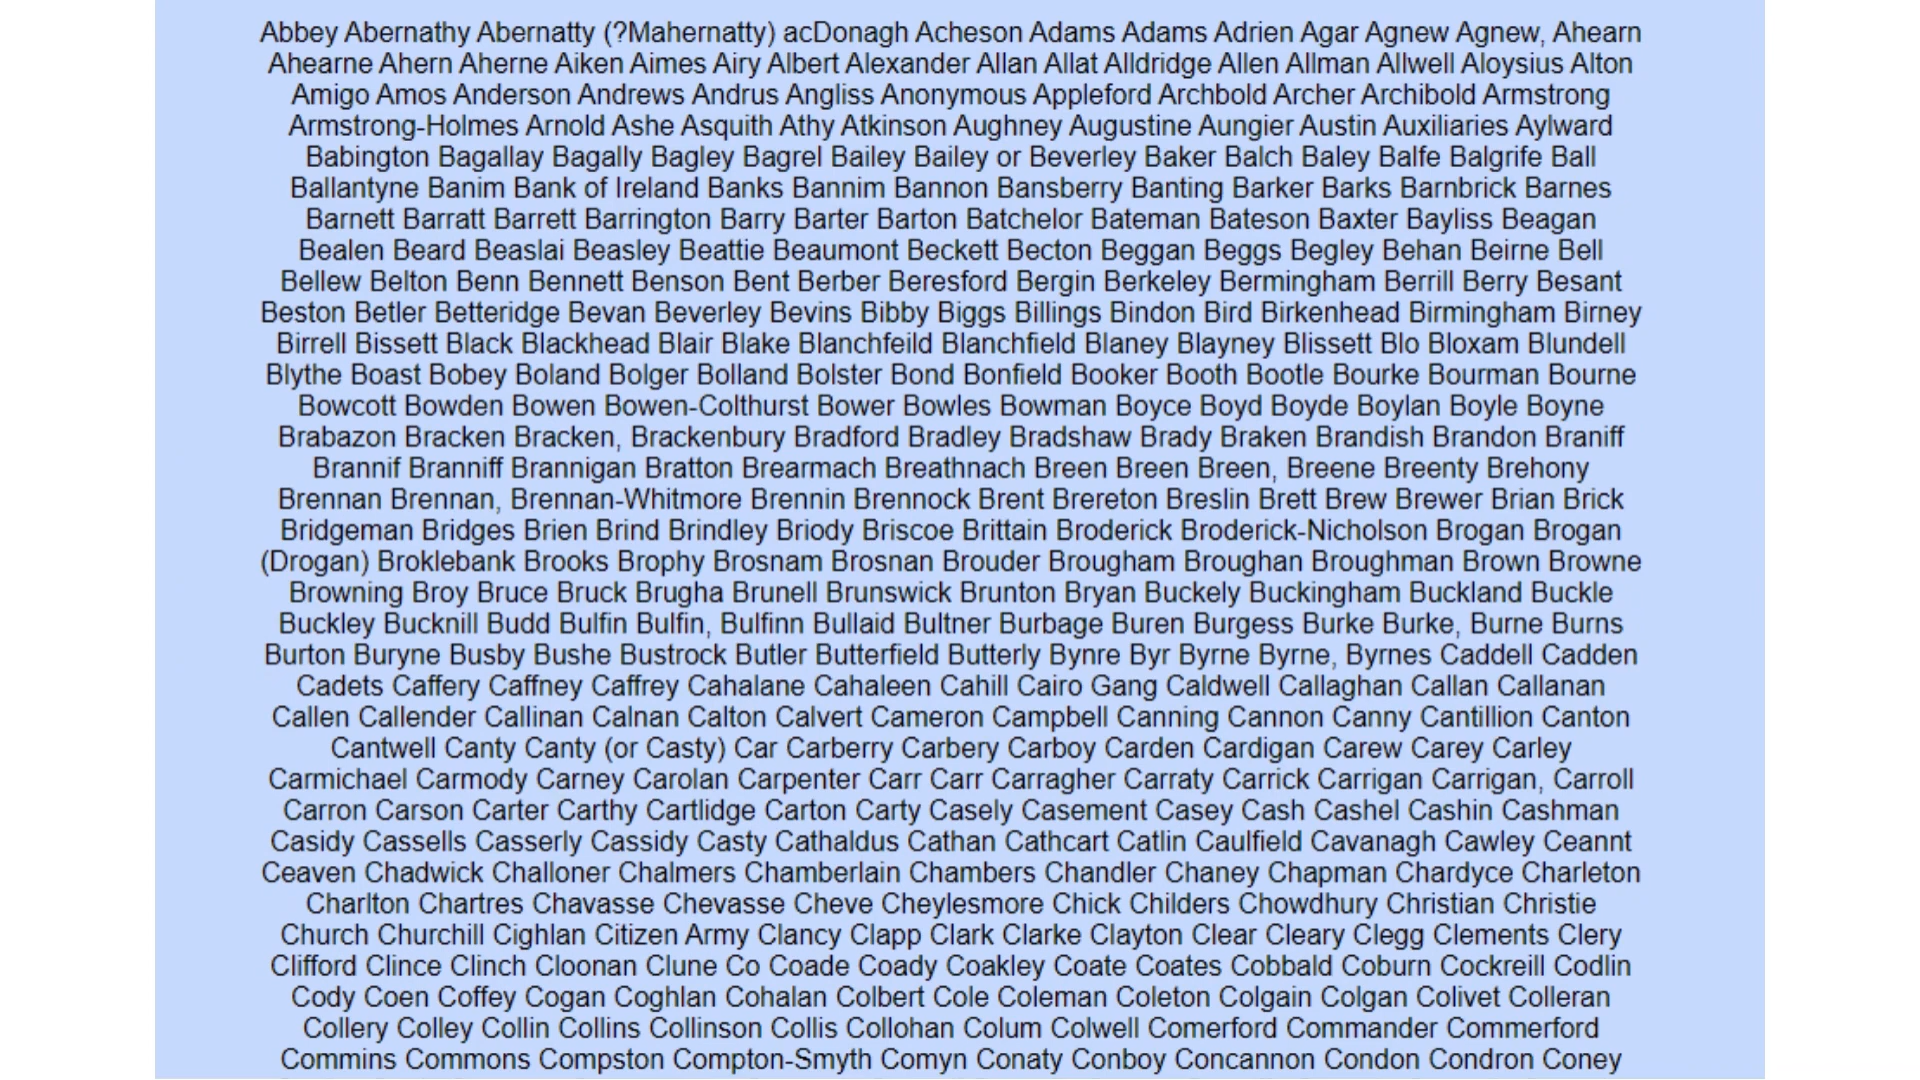 Abbey Abernathy Abernatty (?Mahernatty) acDonagh Acheson Adams Adams Adrien Agar Agnew Agnew, Ahearn
Ahearne Ahern Aherne Aiken Aimes Airy Albert Alexander Allan Allat Alldridge Allen Allman Allwell Aloysius Alton
Amigo Amos Anderson Andrews Andrus Angliss Anonymous Appleford Archbold Archer Archibold Armstrong
Armstrong-Holmes Arnold Ashe Asquith Athy Atkinson Aughney Augustine Aungier Austin Auxiliaries Aylward
Babington Bagallay Bagally Bagley Bagrel Bailey Bailey or Beverley Baker Balch Baley Balfe Balgrife Ball
Ballantyne Banim Bank of Ireland Banks Bannim Bannon Bansberry Banting Barker Barks Barnbrick Barnes
Barnett Barratt Barrett Barrington Barry Barter Barton Batchelor Bateman Bateson Baxter Bayliss Beagan
Bealen Beard Beaslai Beasley Beattie Beaumont Beckett Becton Beggan Beggs Begley Behan Beirne Bell
Bellew Belton Benn Bennett Benson Bent Berber Beresford Bergin Berkeley Bermingham Berrill Berry Besant
Beston Betler Betteridge Bevan Beverley Bevins Bibby Biggs Billings Bindon Bird Birkenhead Birmingham Birney
Birrell Bissett Black Blackhead Blair Blake Blanchfeild Blanchfield Blaney Blayney Blissett Blo Bloxam Blundell
Blythe Boast Bobey Boland Bolger Bolland Bolster Bond Bonfield Booker Booth Bootle Bourke Bourman Bourne
Bowcott Bowden Bowen Bowen-Colthurst Bower Bowles Bowman Boyce Boyd Boyde Boylan Boyle Boyne
Brabazon Bracken Bracken, Brackenbury Bradford Bradley Bradshaw Brady Braken Brandish Brandon Braniff
Brannif Branniff Brannigan Bratton Brearmach Breathnach Breen Breen Breen, Breene Breenty Brehony
Brennan Brennan, Brennan-Whitmore Brennin Brennock Brent Brereton Breslin Brett Brew Brewer Brian Brick
Bridgeman Bridges Brien Brind Brindley Briody Briscoe Brittain Broderick Broderick-Nicholson Brogan Brogan
(Drogan) Broklebank Brooks Brophy Brosnam Brosnan Brouder Brougham Broughan Broughman Brown Browne
Browning Broy Bruce Bruck Brugha Brunell Brunswick Brunton Bryan Buckely Buckingham Buckland Buckle
Buckley Bucknill Budd Bulfin Bulfin, Bulfinn Bullaid Bultner Burbage Buren Burgess Burke Burke, Burne Burns
Burton Buryne Busby Bushe Bustrock Butler Butterfield Butterly Bynre Byr Byrne Byrne, Byrnes Caddell Cadden
Cadets Caffery Caffney Caffrey Cahalane Cahaleen Cahill Cairo Gang Caldwell Callaghan Callan Callanan
Callen Callender Callinan Calnan Calton Calvert Cameron Campbell Canning Cannon Canny Cantillion Canton
Cantwell Canty Canty (or Casty) Car Carberry Carbery Carboy Carden Cardigan Carew Carey Carley
Carmichael Carmody Carney Carolan Carpenter Carr Carr Carragher Carraty Carrick Carrigan Carrigan, Carroll
Carron Carson Carter Carthy Cartlidge Carton Carty Casely Casement Casey Cash Cashel Cashin Cashman
Casidy Cassells Casserly Cassidy Casty Cathaldus Cathan Cathcart Catlin Caulfield Cavanagh Cawley Ceannt
Ceaven Chadwick Challoner Chalmers Chamberlain Chambers Chandler Chaney Chapman Chardyce Charleton
Charlton Chartres Chavasse Chevasse Cheve Cheylesmore Chick Childers Chowdhury Christian Christie
Church Churchill Cighlan Citizen Army Clancy Clapp Clark Clarke Clayton Clear Cleary Clegg Clements Clery
Clifford Clince Clinch Cloonan Clune Co Coade Coady Coakley Coate Coates Cobbald Coburn Cockreill Codlin
Cody Coen Coffey Cogan Coghlan Cohalan Colbert Cole Coleman Coleton Colgain Colgan Colivet Colleran
Collery Colley Collin Collins Collinson Collis Collohan Colum Colwell Comerford Commander Commerford
Commins Commons Compston Compton-Smyth Comyn Conaty Conboy Concannon Condon Condron Coney